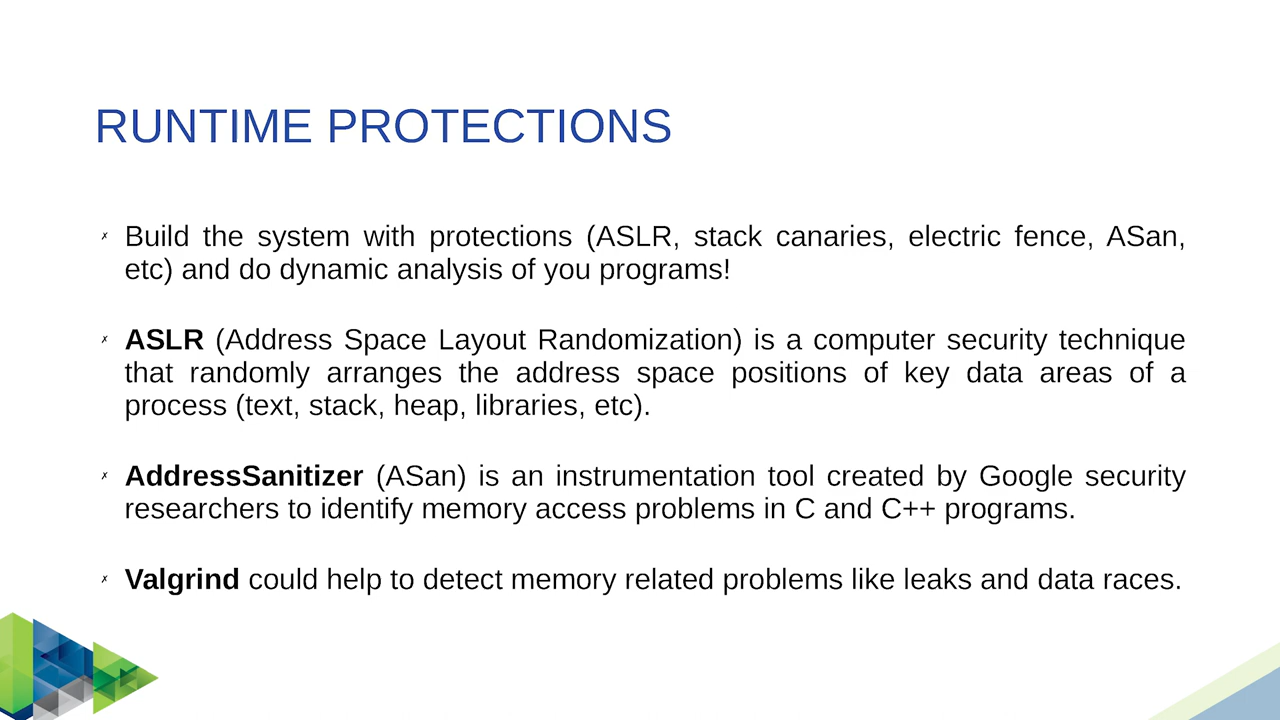 RUNTIME PROTECTIONS
✗ Build the system with protections (ASLR, stack canaries, electric fence, ASan,
etc) and do dynamic analysis of you programs!
✗ ASLR (Address Space Layout Randomization) is a computer security technique
that randomly arranges the address space positions of key data areas of a
process (text, stack, heap, libraries, etc).
✗ AddressSanitizer (ASan) is an instrumentation tool created by Google security
researchers to identify memory access problems in C and C++ programs.
✗ Valgrind could help to detect memory related problems like leaks and data races.